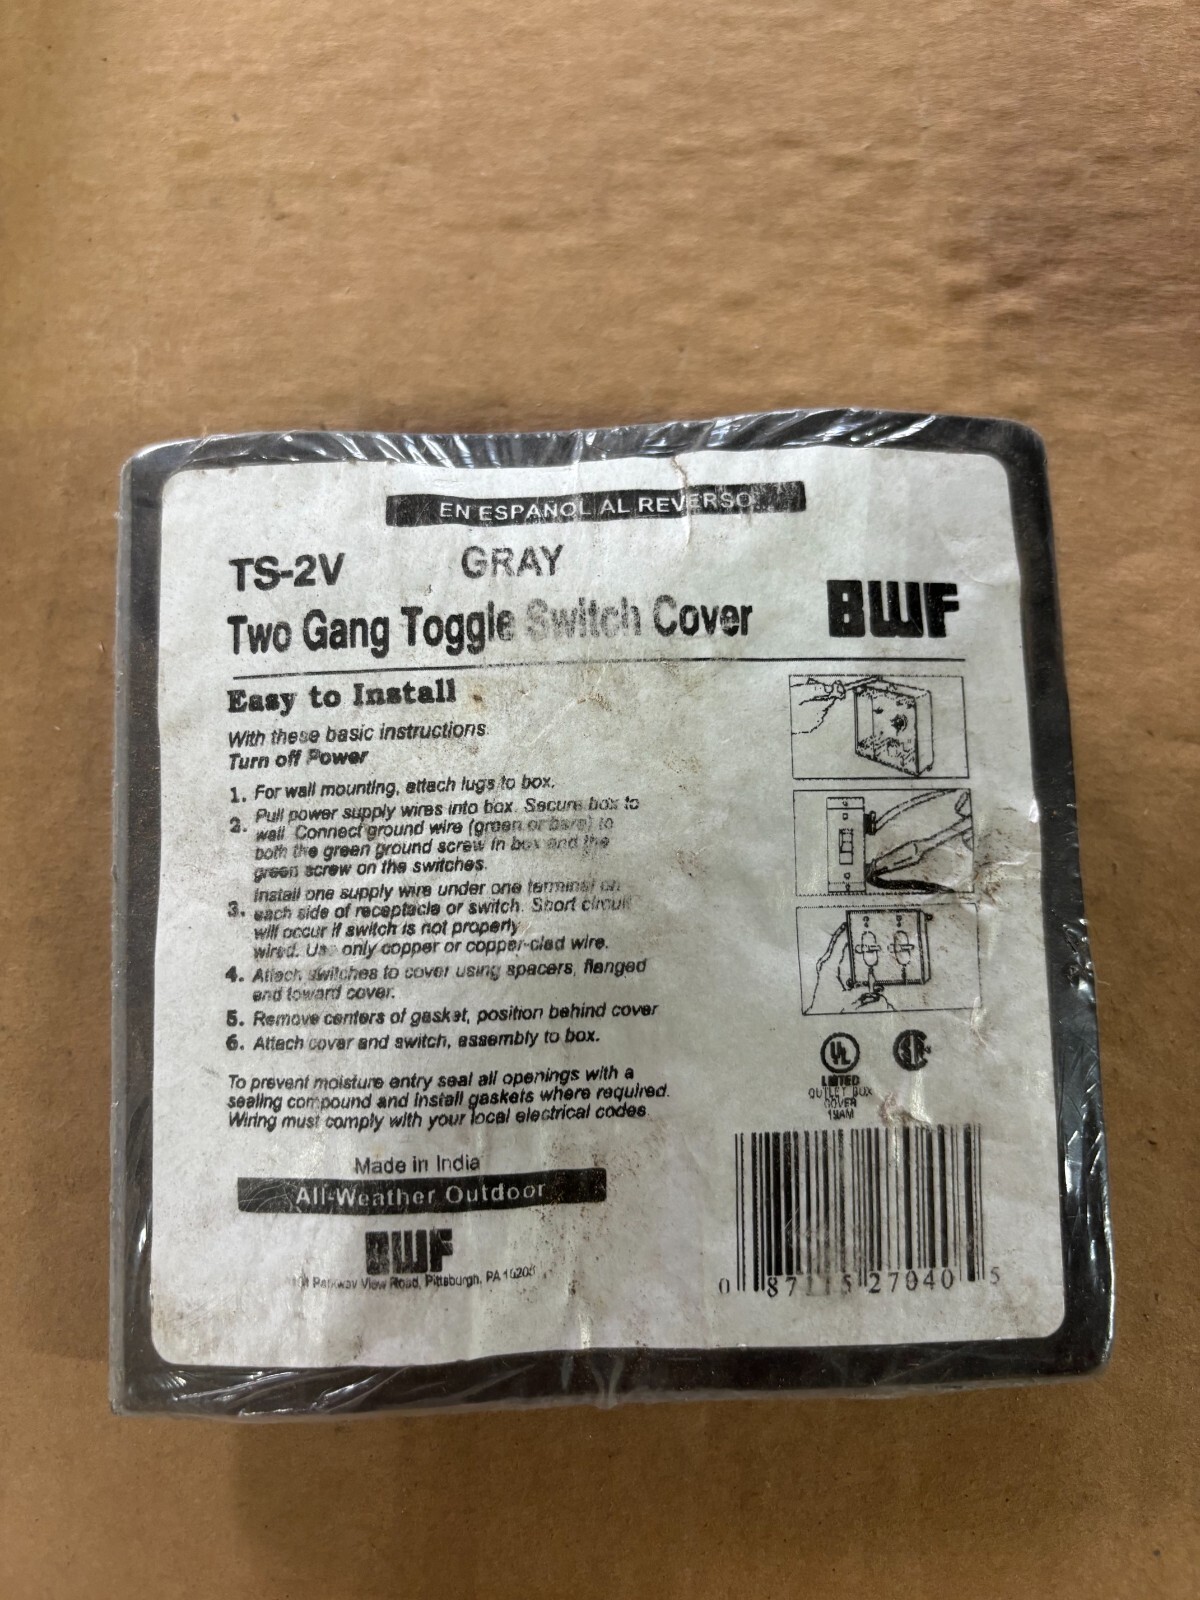 EN ESPANOL AL REVERSO
TS-2V GRAY
Two Gang Toggle Switch Cover
BWF
Easy to Install
With these basic instructions.
Turn off Power
1. For wall mounting, attach lugs to box.
2. Pull power supply wires into box. Secure box to
wall. Connect ground wire (green or bare) to
both the green ground screw in box and the
green screw on the switches.
3. Install one supply wire under one terminal on
each side of receptacle or switch. Short circuit
will occur if switch is not properly
wired. Use only copper or copper-clad wire.
4. Attach switches to cover using spacers, flanged
end toward cover.
5. Remove centers of gasket, position behind cover
6. Attach cover and switch, assembly to box.
To prevent moisture entry seal all openings with a
sealing compound and install gaskets where required.
Wiring must comply with your local electrical codes.
UL
LISTED
OUTLET BOX
COVER
19AM
Made in India
All-Weather Outdoor
BWF
Parkway View Road, Pittsburgh, PA
0 87115 27040 5